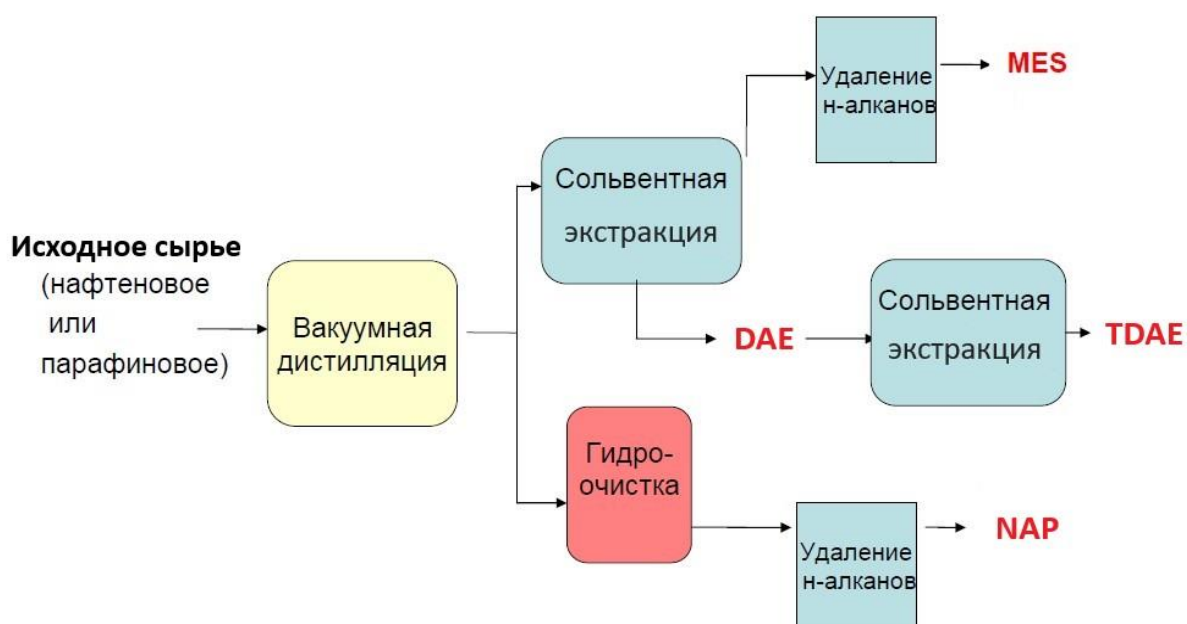 Исходное сырье
(нафтеновое
или
парафиновое)
Вакуумная
дистилляция
Сольвентная
экстракция
Удаление
н-алканов
MES
DAE
Сольвентная
экстракция
TDAE
Гидро-
очистка
Удаление
н-алканов
NAP